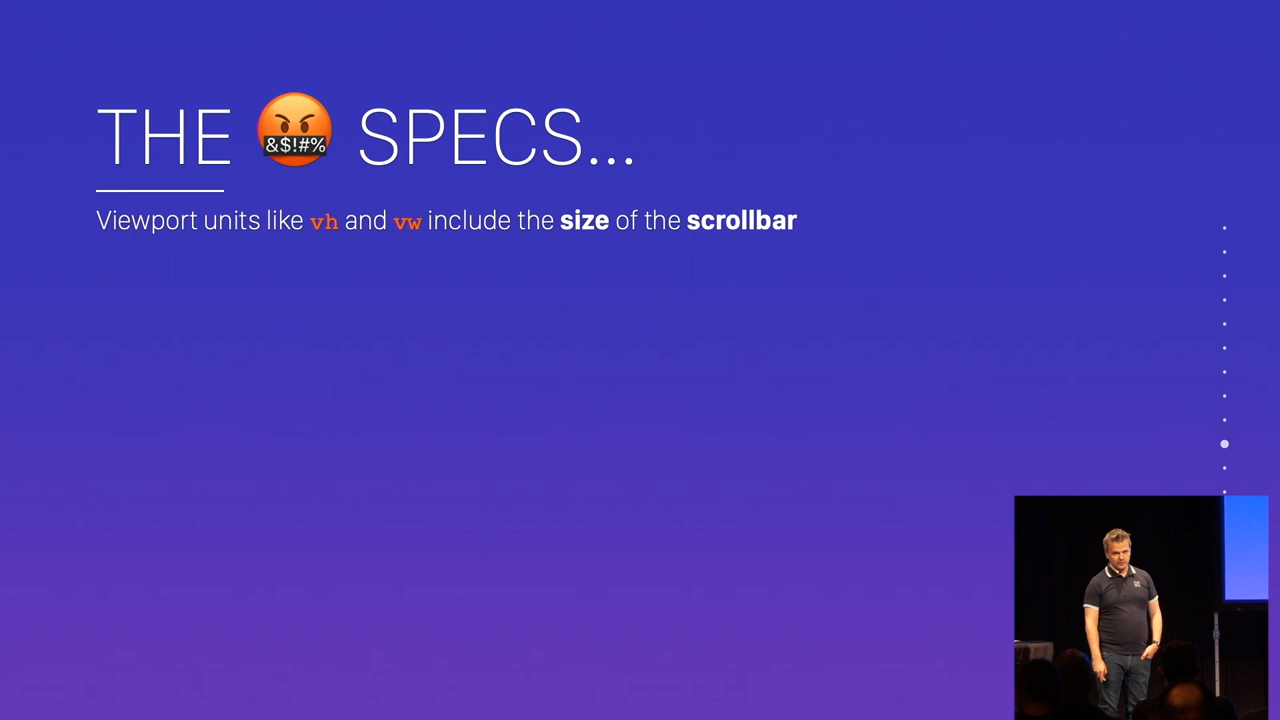 THE &$!#% SPECS...
Viewport units like vh and vw include the size of the scrollbar